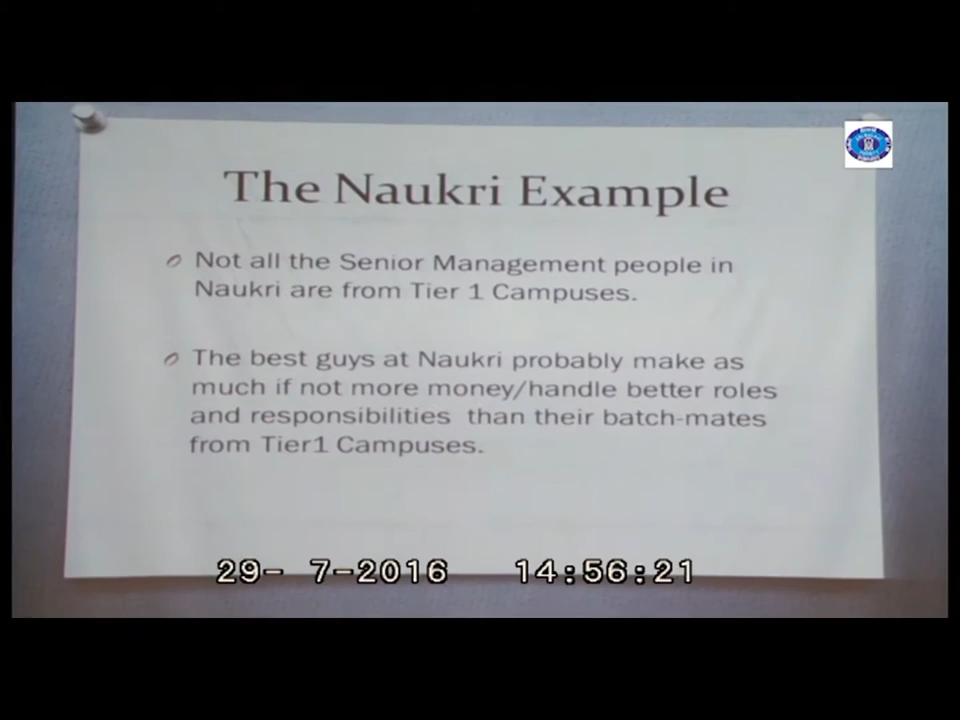 The Naukri Example
Not all the Senior Management people in
Naukri are from Tier 1 Campuses.
The best guys at Naukri probably make as
much if not more money/handle better roles
and responsibilities than their batch-mates
from Tier1 Campuses.
29- 7-2016 14:56:21